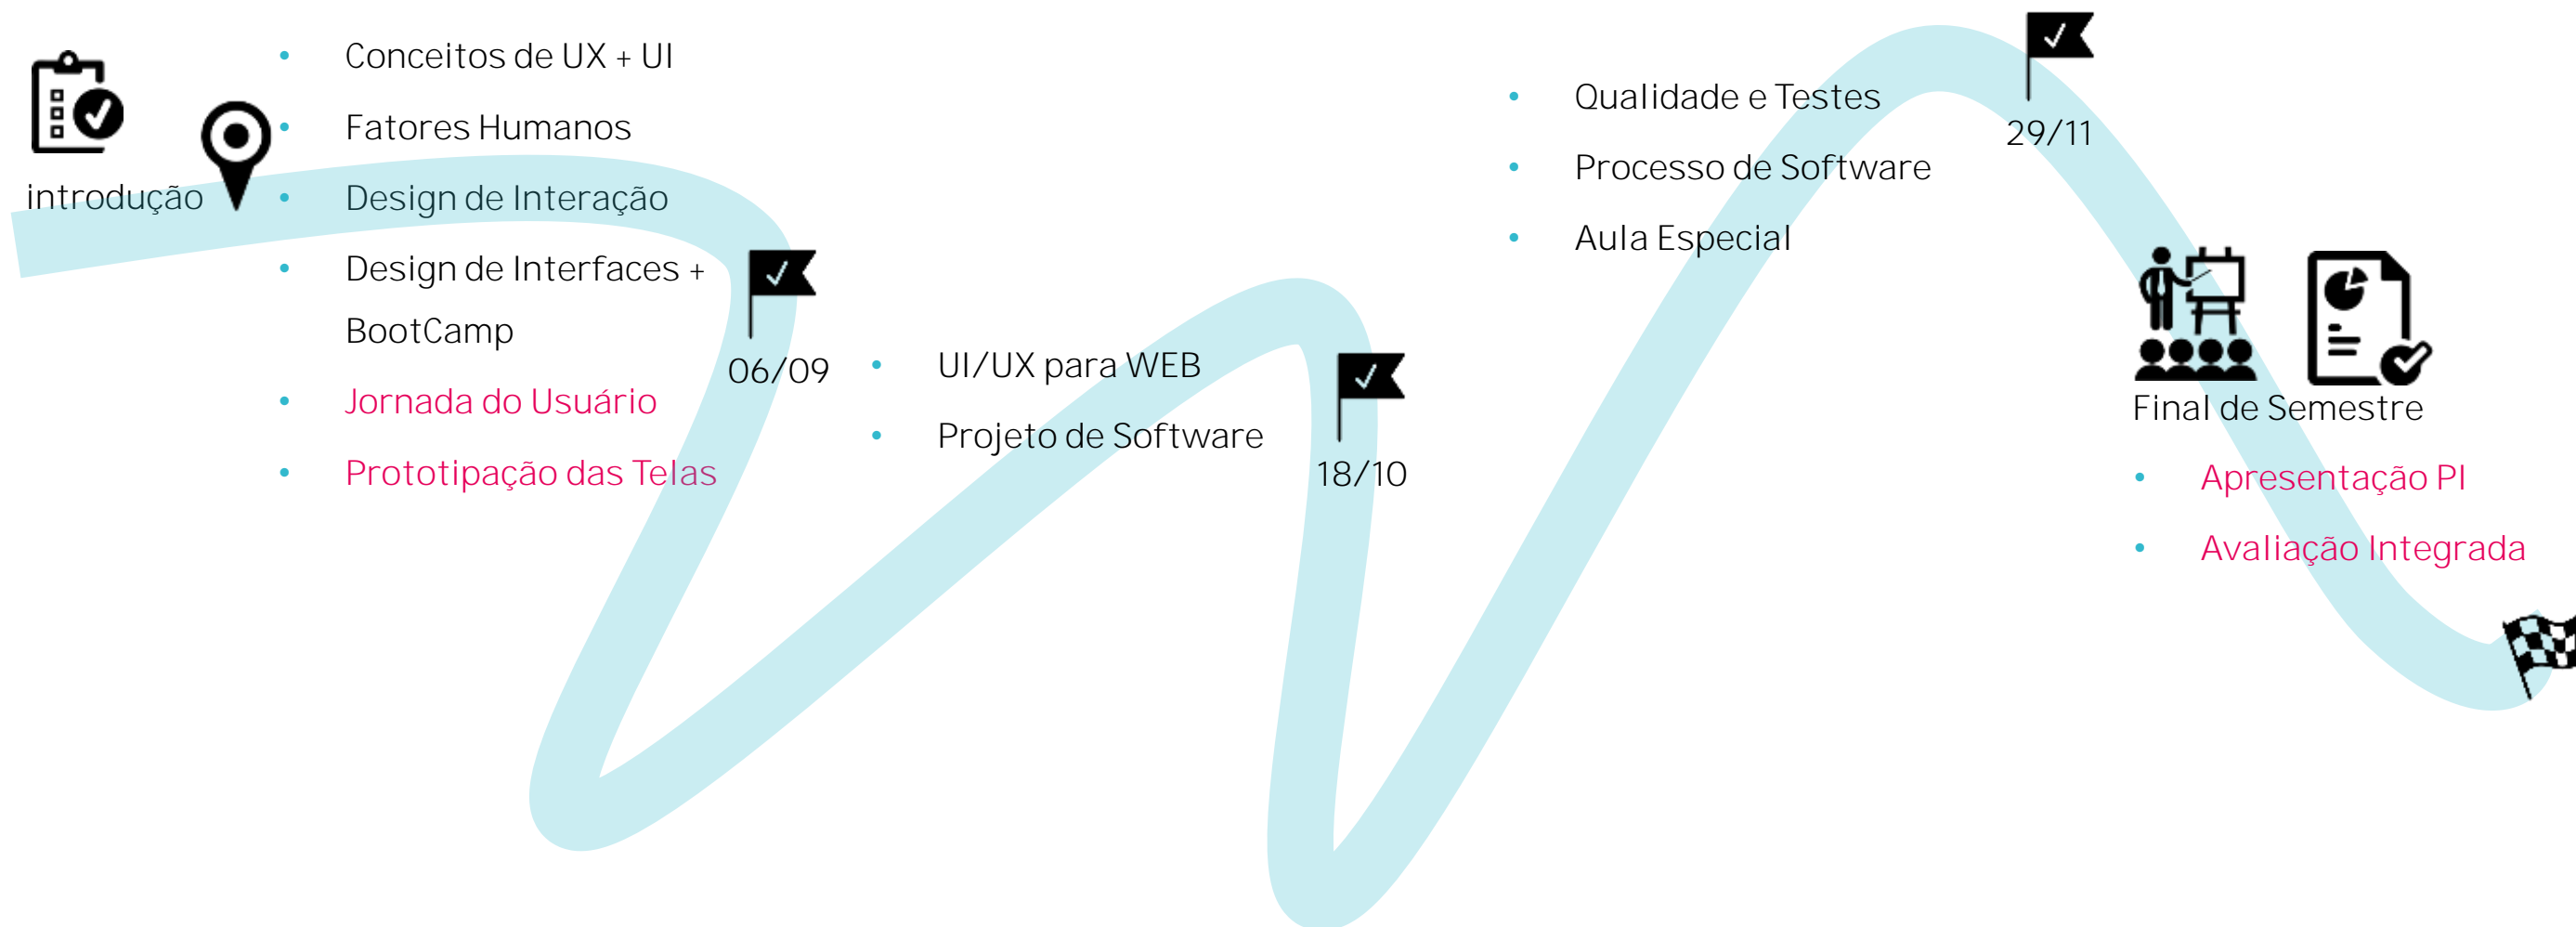 introdução
Conceitos de UX + UI
Fatores Humanos
Design de Interação
Design de Interfaces +
BootCamp
Jornada do Usuário
Prototipação das Telas
06/09
UI/UX para WEB
Projeto de Software
18/10
Qualidade e Testes
Processo de Software
Aula Especial
29/11
Final de Semestre
Apresentação PI
Avaliação Integrada